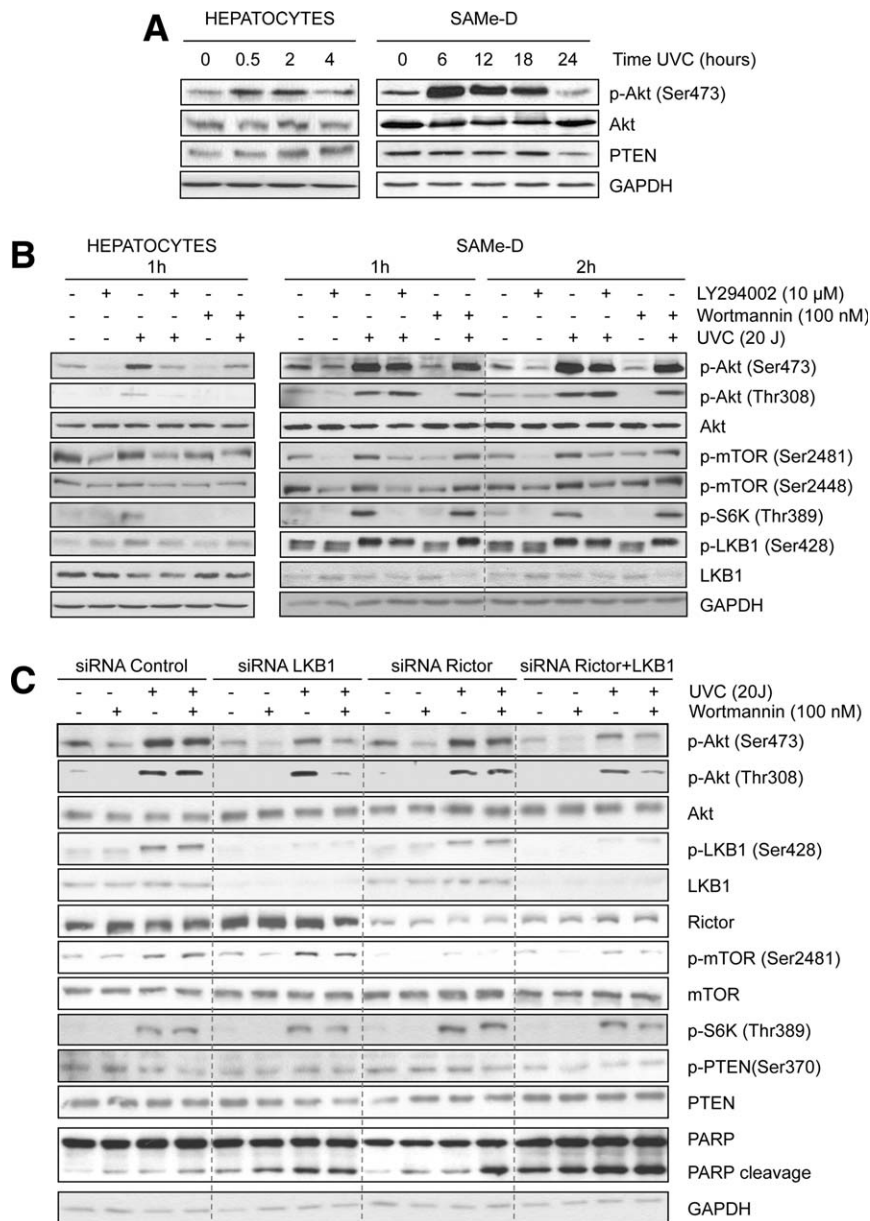 A
HEPATOCYTES SAMe-D
0 0.5 2 4 0 6 12 18 24 Time UVC (hours)
p-Akt (Ser473)
Akt
PTEN
GAPDH
B
HEPATOCYTES SAMe-D
1h 1h 2h
- + - + - - - + - + - - - + - + - - LY294002 (10 µM)
- - - - + + - - - - + + - - - - + + Wortmannin (100 nM)
- - + + - + - - + + - + - - + + - + UVC (20 J)
p-Akt (Ser473)
p-Akt (Thr308)
Akt
p-mTOR (Ser2481)
p-mTOR (Ser2448)
p-S6K (Thr389)
p-LKB1 (Ser428)
LKB1
GAPDH
C
siRNA Control siRNA LKB1 siRNA Rictor siRNA Rictor+LKB1
- - + + - - + + - - + + - - + + UVC (20J)
- + - + - + - + - + - + - + - + Wortmannin (100 nM)
p-Akt (Ser473)
p-Akt (Thr308)
Akt
p-LKB1 (Ser428)
LKB1
Rictor
p-mTOR (Ser2481)
mTOR
p-S6K (Thr389)
p-PTEN(Ser370)
PTEN
PARP
PARP cleavage
GAPDH